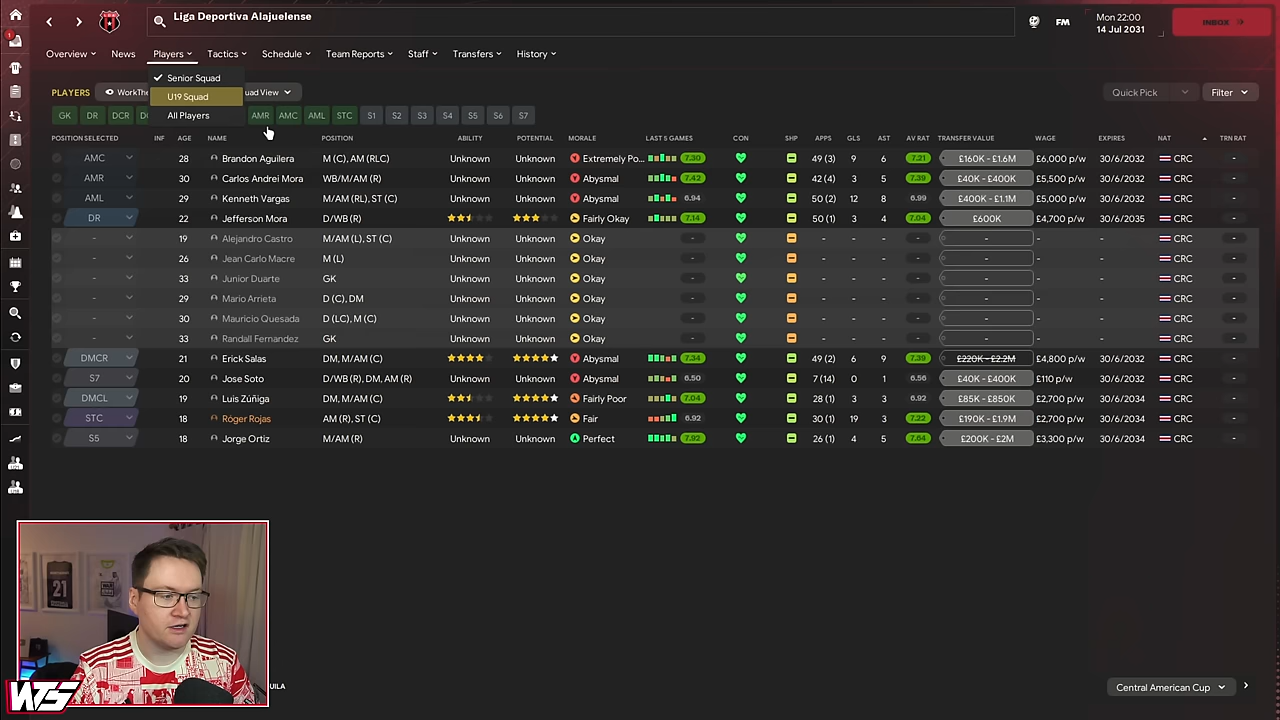 Liga Deportiva Alajuelense
FM
Mon 22:00
14 Jul 2031
INBOX
1
Overview
News
Players
Tactics
Schedule
Team Reports
Staff
Transfers
History
Senior Squad
U19 Squad
All Players
PLAYERS
Quick Pick
Filter
GK DR DCR AMR AMC AML STC S1 S2 S3 S4 S5 S6 S7
POSITION SELECTED INF AGE NAME POSITION ABILITY POTENTIAL MORALE LAST 5 GAMES CON SHP APPS GLS AST AV RAT TRANSFER VALUE WAGE EXPIRES NAT TRN RAT
AMC 28 Brandon Aguilera M (C), AM (RLC) Unknown Unknown Extremely Po... 7.30 49 (3) 9 6 7.21 £160K - £1.6M £6,000 p/w 30/6/2032 CRC -
AMR 30 Carlos Andrei Mora WB/M/AM (R) Unknown Unknown Abysmal 7.42 42 (4) 3 5 7.39 £40K - £400K £5,500 p/w 30/6/2032 CRC -
AML 29 Kenneth Vargas M/AM (RL), ST (C) Unknown Unknown Abysmal 6.94 50 (2) 12 8 6.99 £400K - £1.1M £5,000 p/w 30/6/2032 CRC -
DR 22 Jefferson Mora D/WB (R) Fairly Okay 7.14 50 (1) 3 4 7.04 £600K £4,700 p/w 30/6/2035 CRC -
- 19 Alejandro Castro M/AM (L), ST (C) Unknown Unknown Okay - - - - - - - - CRC -
- 26 Jean Carlo Macre M (L) Unknown Unknown Okay - - - - - - - - CRC -
- 33 Junior Duarte GK Unknown Unknown Okay - - - - - - - - CRC -
- 29 Mario Arrieta D (C), DM Unknown Unknown Okay - - - - - - - - CRC -
- 30 Mauricio Quesada D (LC), M (C) Unknown Unknown Okay - - - - - - - - CRC -
- 33 Randall Fernandez GK Unknown Unknown Okay - - - - - - - - CRC -
DMCR 21 Erick Salas DM, M/AM (C) Abysmal 7.34 49 (2) 6 9 7.39 £220K - £2.2M £4,800 p/w 30/6/2032 CRC -
S7 20 Jose Soto D/WB (R), DM, AM (R) Unknown Unknown Abysmal 6.50 7 (14) 0 1 6.56 £40K - £400K £110 p/w 30/6/2032 CRC -
DMCL 19 Luis Zúñiga DM, M/AM (C) Fairly Poor 7.04 28 (1) 3 3 6.92 £85K - £850K £2,700 p/w 30/6/2034 CRC -
STC 18 Róger Rojas AM (R), ST (C) Fair 6.92 30 (1) 19 3 7.22 £190K - £1.9M £2,700 p/w 30/6/2034 CRC -
S5 18 Jorge Ortiz M/AM (R) Unknown Unknown Perfect 7.92 26 (1) 4 5 7.64 £200K - £2M £3,300 p/w 30/6/2034 CRC -
21
WTS
Central American Cup